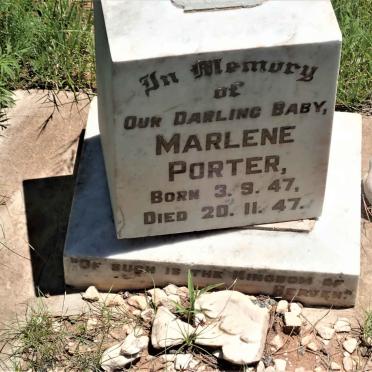 In Memory
of
Our Darling Baby,
MARLENE
PORTER,
Born 3. 9. 47,
Died 20. 11. 47.
"Of such is the Kingdom of
Heaven"